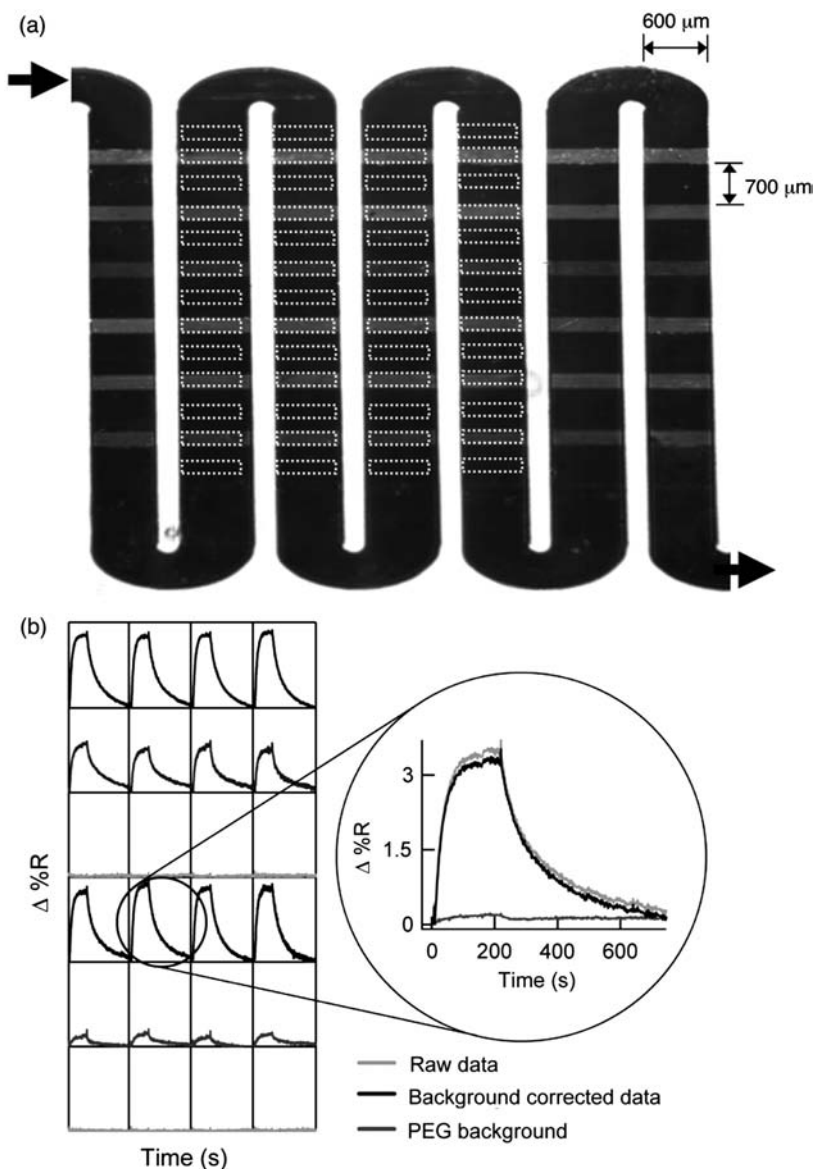 (a)
600 μm
700 μm
(b)
Δ %R
Time (s)
3
1.5
0
Δ %R
0 200 400 600
Time (s)
Raw data
Background corrected data
PEG background